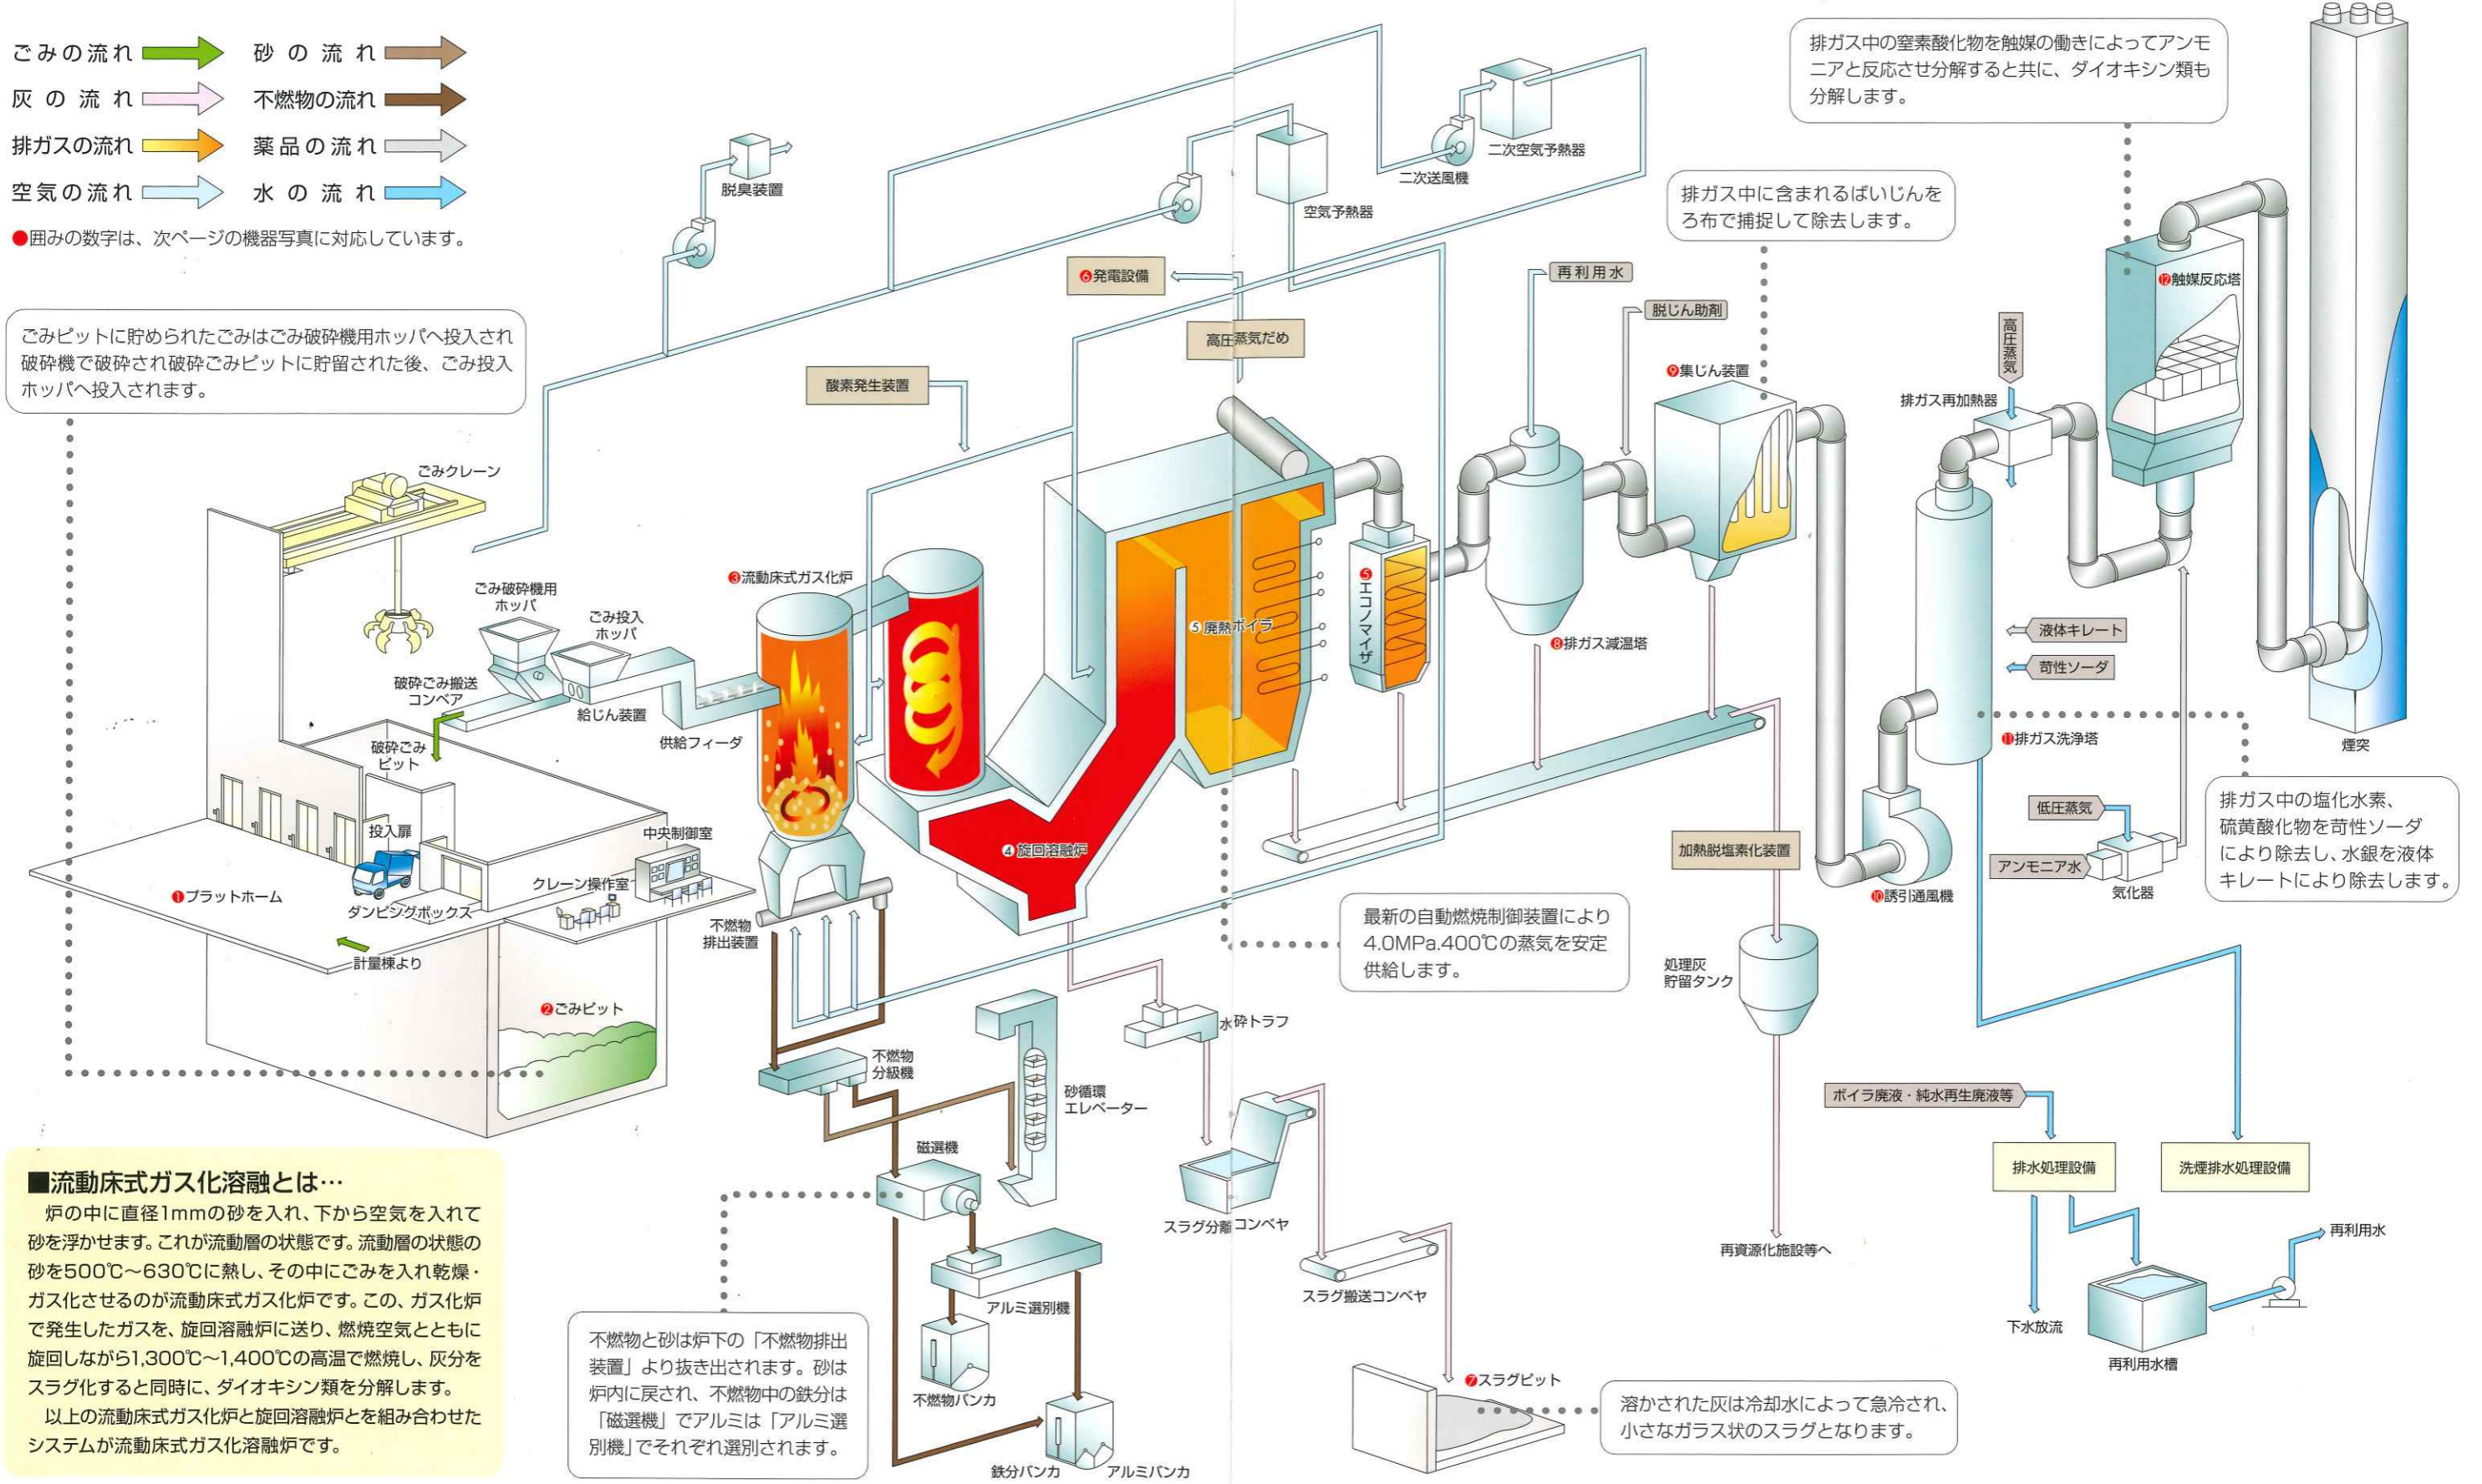 ごみの流れ
砂の流れ
灰の流れ
不燃物の流れ
排ガスの流れ
薬品の流れ
空気の流れ
水の流れ
●囲みの数字は、次ページの機器写真に対応しています。
ごみピットに貯められたごみはごみ破砕機用ホッパへ投入され
破砕機で破砕され破砕ごみピットに貯留された後、ごみ投入
ホッパへ投入されます。
脱臭装置
空気予熱器
二次送風機
二次空気予熱器
排ガス中の窒素酸化物を触媒の働きによってアンモ
ニアと反応させ分解すると共に、ダイオキシン類も
分解します。
排ガス中に含まれるばいじんを
ろ布で捕捉して除去します。
❻発電設備
高圧蒸気だめ
酸素発生装置
再利用水
脱じん助剤
❾集じん装置
高圧蒸気
排ガス再加熱器
⓬触媒反応塔
ごみクレーン
ごみ破砕機用
ホッパ
ごみ投入
ホッパ
破砕ごみ搬送
コンベア
給じん装置
供給フィーダ
破砕ごみ
ピット
❸流動床式ガス化炉
⑤廃熱ボイラ
❺エコノマイザ
❽排ガス減温塔
液体キレート
苛性ソーダ
⓫排ガス洗浄塔
煙突
投入扉
中央制御室
クレーン操作室
❶プラットホーム
ダンピングボックス
計量棟より
❷ごみピット
④旋回溶融炉
不燃物
排出装置
加熱脱塩素化装置
❿誘引通風機
低圧蒸気
アンモニア水
気化器
排ガス中の塩化水素、
硫黄酸化物を苛性ソーダ
により除去し、水銀を液体
キレートにより除去します。
最新の自動燃焼制御装置により
4.0MPa.400℃の蒸気を安定
供給します。
処理灰
貯留タンク
水砕トラフ
不燃物
分級機
砂循環
エレベーター
磁選機
スラグ分離コンベヤ
アルミ選別機
スラグ搬送コンベヤ
再資源化施設等へ
ボイラ廃液・純水再生廃液等
排水処理設備
洗煙排水処理設備
再利用水
下水放流
再利用水槽
■流動床式ガス化溶融とは…
炉の中に直径1mmの砂を入れ、下から空気を入れて
砂を浮かせます。これが流動層の状態です。流動層の状態の
砂を500℃～630℃に熱し、その中にごみを入れ乾燥・
ガス化させるのが流動床式ガス化炉です。この、ガス化炉
で発生したガスを、旋回溶融炉に送り、燃焼空気とともに
旋回しながら1,300℃～1,400℃の高温で燃焼し、灰分を
スラグ化すると同時に、ダイオキシン類を分解します。
以上の流動床式ガス化炉と旋回溶融炉とを組み合わせた
システムが流動床式ガス化溶融炉です。
不燃物と砂は炉下の「不燃物排出
装置」より抜き出されます。砂は
炉内に戻され、不燃物中の鉄分は
「磁選機」でアルミは「アルミ選
別機」でそれぞれ選別されます。
不燃物バンカ
鉄分バンカ
アルミバンカ
❼スラグピット
溶かされた灰は冷却水によって急冷され、
小さなガラス状のスラグとなります。